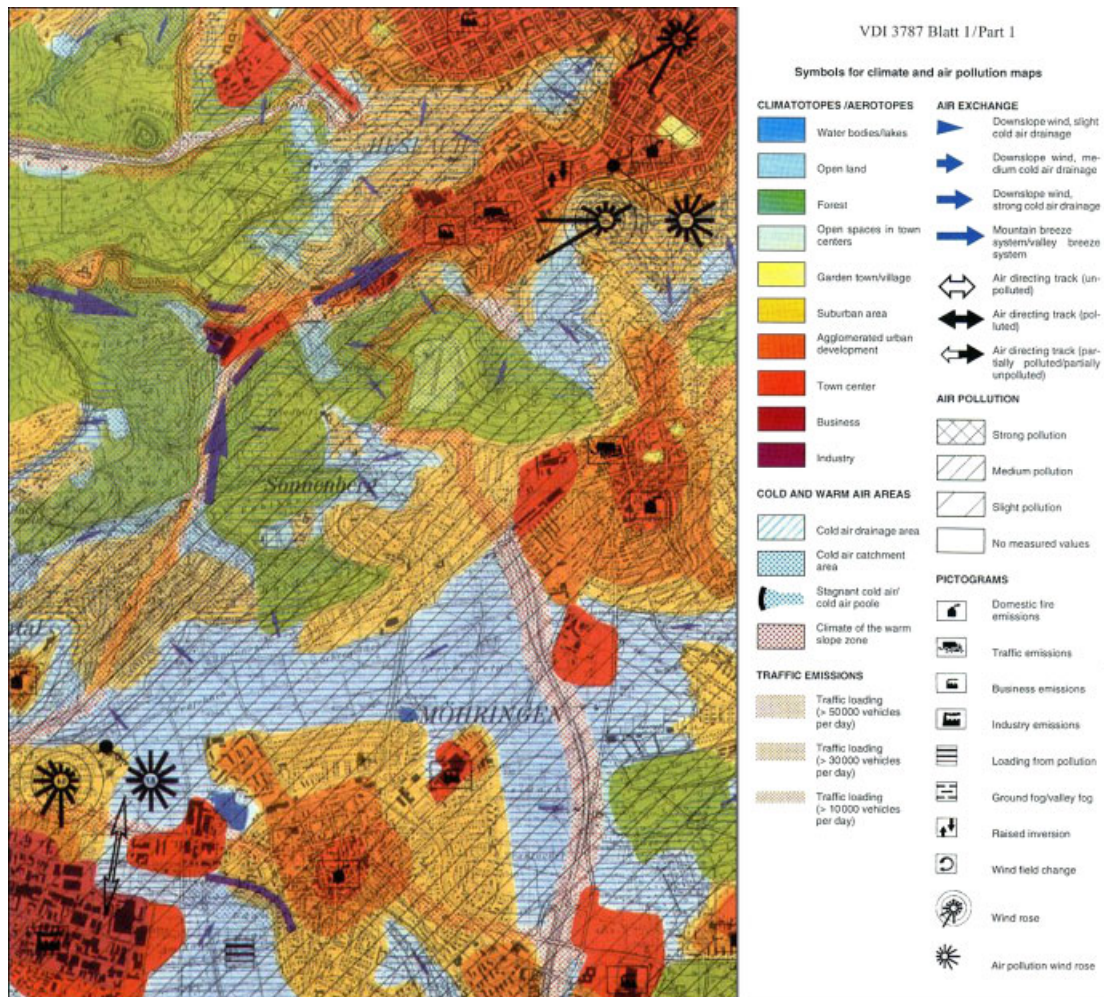 VDI 3787 Blatt 1/Part 1
Symbols for climate and air pollution maps
CLIMATOTOPES /AEROTOPES
Water bodies/lakes
Open land
Forest
Open spaces in town
centers
Garden town/village
Suburban area
Agglomerated urban
development
Town center
Business
Industry
COLD AND WARM AIR AREAS
Cold air drainage area
Cold air catchment
area
Stagnant cold air/
cold air poole
Climate of the warm
slope zone
TRAFFIC EMISSIONS
Traffic loading
(> 50000 vehicles
per day)
Traffic loading
(> 30000 vehicles
per day)
Traffic loading
(> 10000 vehicles
per day)
AIR EXCHANGE
Downslope wind, slight
cold air drainage
Downslope wind, me-
dium cold air drainage
Downslope wind,
strong cold air drainage
Mountain breeze
system/valley breeze
system
Air directing track (un-
polluted)
Air directing track (pol-
luted)
Air directing track (par-
tially polluted/partially
unpolluted)
AIR POLLUTION
Strong pollution
Medium pollution
Slight pollution
No measured values
PICTOGRAMS
Domestic fire
emissions
Traffic emissions
Business emissions
Industry emissions
Loading from pollution
Ground fog/valley fog
Raised inversion
Wind field change
Wind rose
Air pollution wind rose
HESLACH
Sonnenberg
MÖHRINGEN